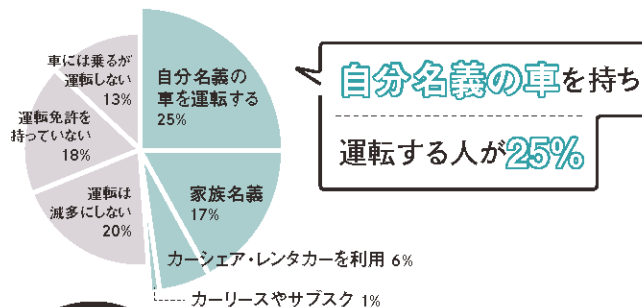 車には乗るが
運転しない
13%
運転免許を
持っていない
18%
運転は
滅多にしない
20%
自分名義の
車を運転する
25%
家族名義
17%
カーシェア・レンタカーを利用 6%
カーリースやサブスク 1%
自分名義の車を持ち
運転する人が25%